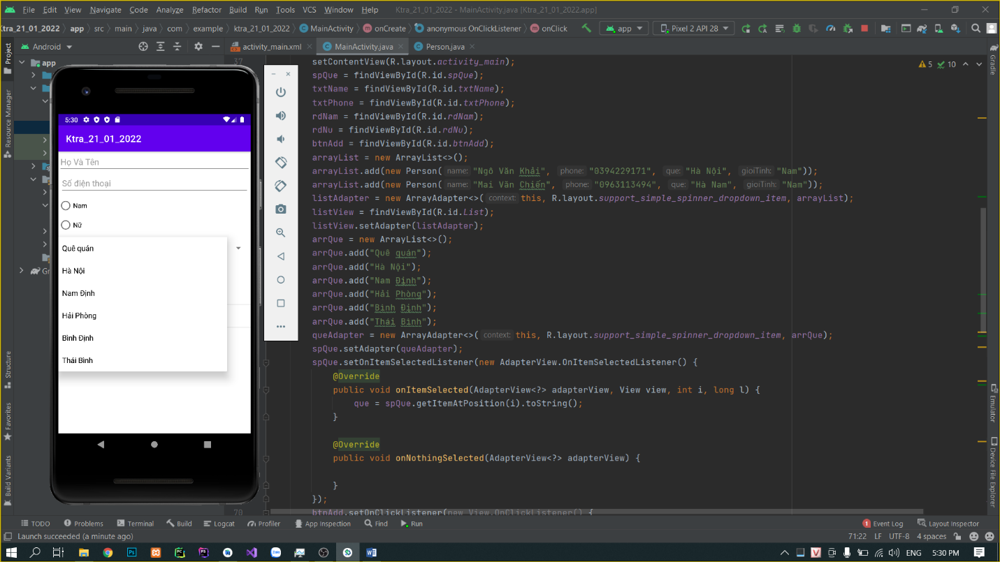 File Edit View Navigate Code Analyze Refactor Build Run Tools VCS Window Help Ktra_21_01_2022 - MainActivity.java [Ktra_21_01_2022.app]
Ktra_21_01_2022 app src main java com example ktra_21_01_2022 MainActivity onCreate anonymous OnClickListener onClick app Pixel 2 API 28
Android activity_main.xml MainActivity.java Person.java
Project
Resource Manager
Structure
Favorites
Build Variants
app
5:30
Ktra_21_01_2022
Họ Và Tên
Số điện thoại
Nam
Nữ
Quê quán
Hà Nội
Nam Định
Hải Phòng
Bình Định
Thái Bình
37
5 10
setContentView(R.layout.activity_main);
spQue = findViewById(R.id.spQue);
txtName = findViewById(R.id.txtName);
txtPhone = findViewById(R.id.txtPhone);
rdNam = findViewById(R.id.rdNam);
rdNu = findViewById(R.id.rdNu);
btnAdd = findViewById(R.id.btnAdd);
arrayList = new ArrayList<>();
arrayList.add(new Person( name: "Ngô Văn Khải", phone: "0394229171", que: "Hà Nội", gioiTinh: "Nam"));
arrayList.add(new Person( name: "Mai Văn Chiến", phone: "0963113494", que: "Hà Nam", gioiTinh: "Nam"));
listAdapter = new ArrayAdapter<>( context: this, R.layout.support_simple_spinner_dropdown_item, arrayList);
listView = findViewById(R.id.List);
listView.setAdapter(listAdapter);
arrQue = new ArrayList<>();
arrQue.add("Quê quán");
arrQue.add("Hà Nội");
arrQue.add("Nam Định");
arrQue.add("Hải Phòng");
arrQue.add("Bình Định");
arrQue.add("Thái Bình");
queAdapter = new ArrayAdapter<>( context: this, R.layout.support_simple_spinner_dropdown_item, arrQue);
spQue.setAdapter(queAdapter);
spQue.setOnItemSelectedListener(new AdapterView.OnItemSelectedListener() {
@Override
public void onItemSelected(AdapterView<?> adapterView, View view, int i, long l) {
que = spQue.getItemAtPosition(i).toString();
}
@Override
public void onNothingSelected(AdapterView<?> adapterView) {
}
});
70
btnAdd.setOnClickListener(new View.OnClickListener() {
Gradle
Emulator
Device File Explorer
TODO Problems Terminal Build Logcat Profiler App Inspection Find Run 1 Event Log Layout Inspector
Launch succeeded (a minute ago) 71:22 LF UTF-8 4 spaces
ENG 5:30 PM